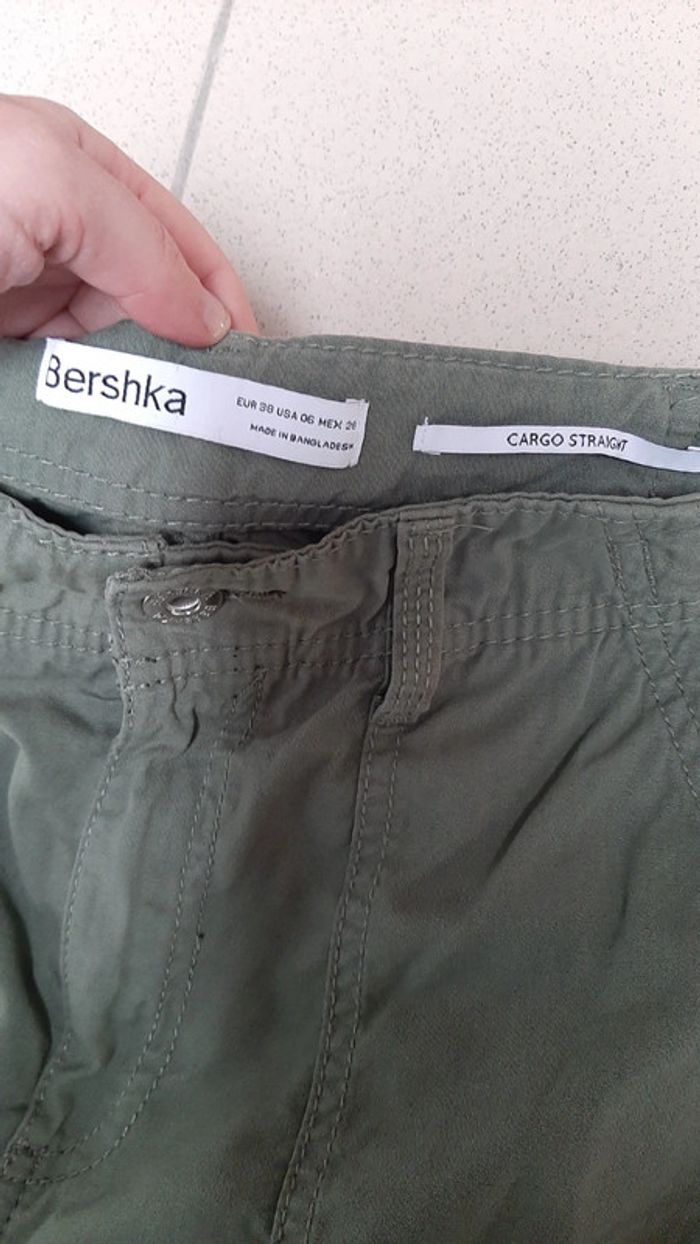 Bershka
EUR 38 USA 06 MEX 28
MADE IN BANGLADESH
CARGO STRAIGHT